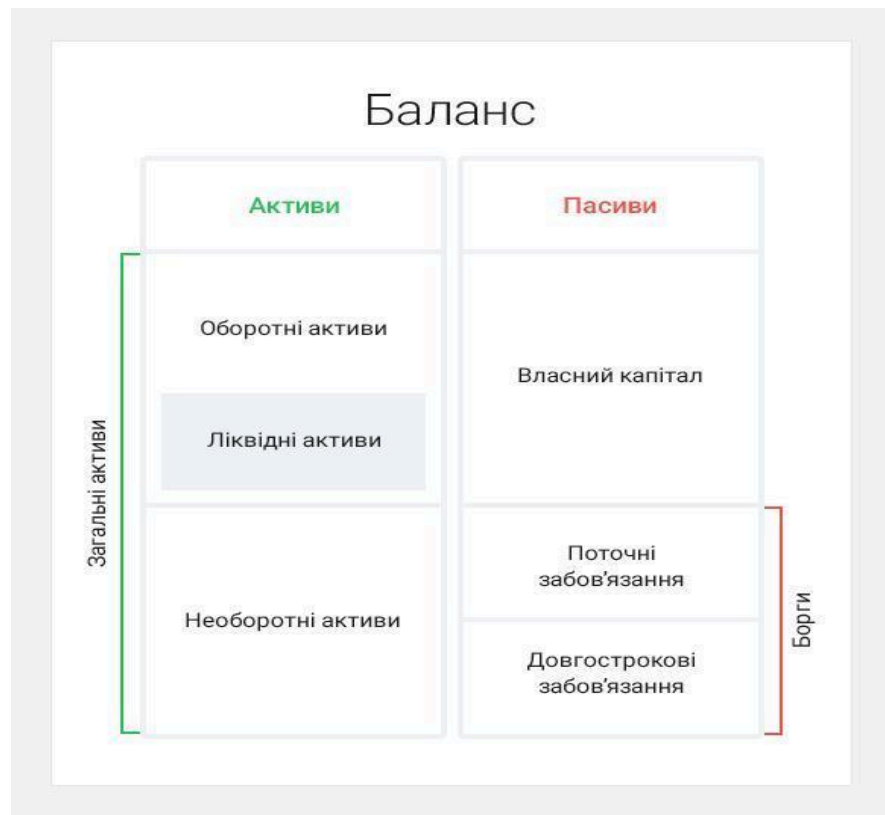 Баланс
Активи
Пасиви
Загальні активи
Оборотні активи
Ліквідні активи
Необоротні активи
Власний капітал
Поточні
забов'язання
Довгострокові
забов'язання
Борги